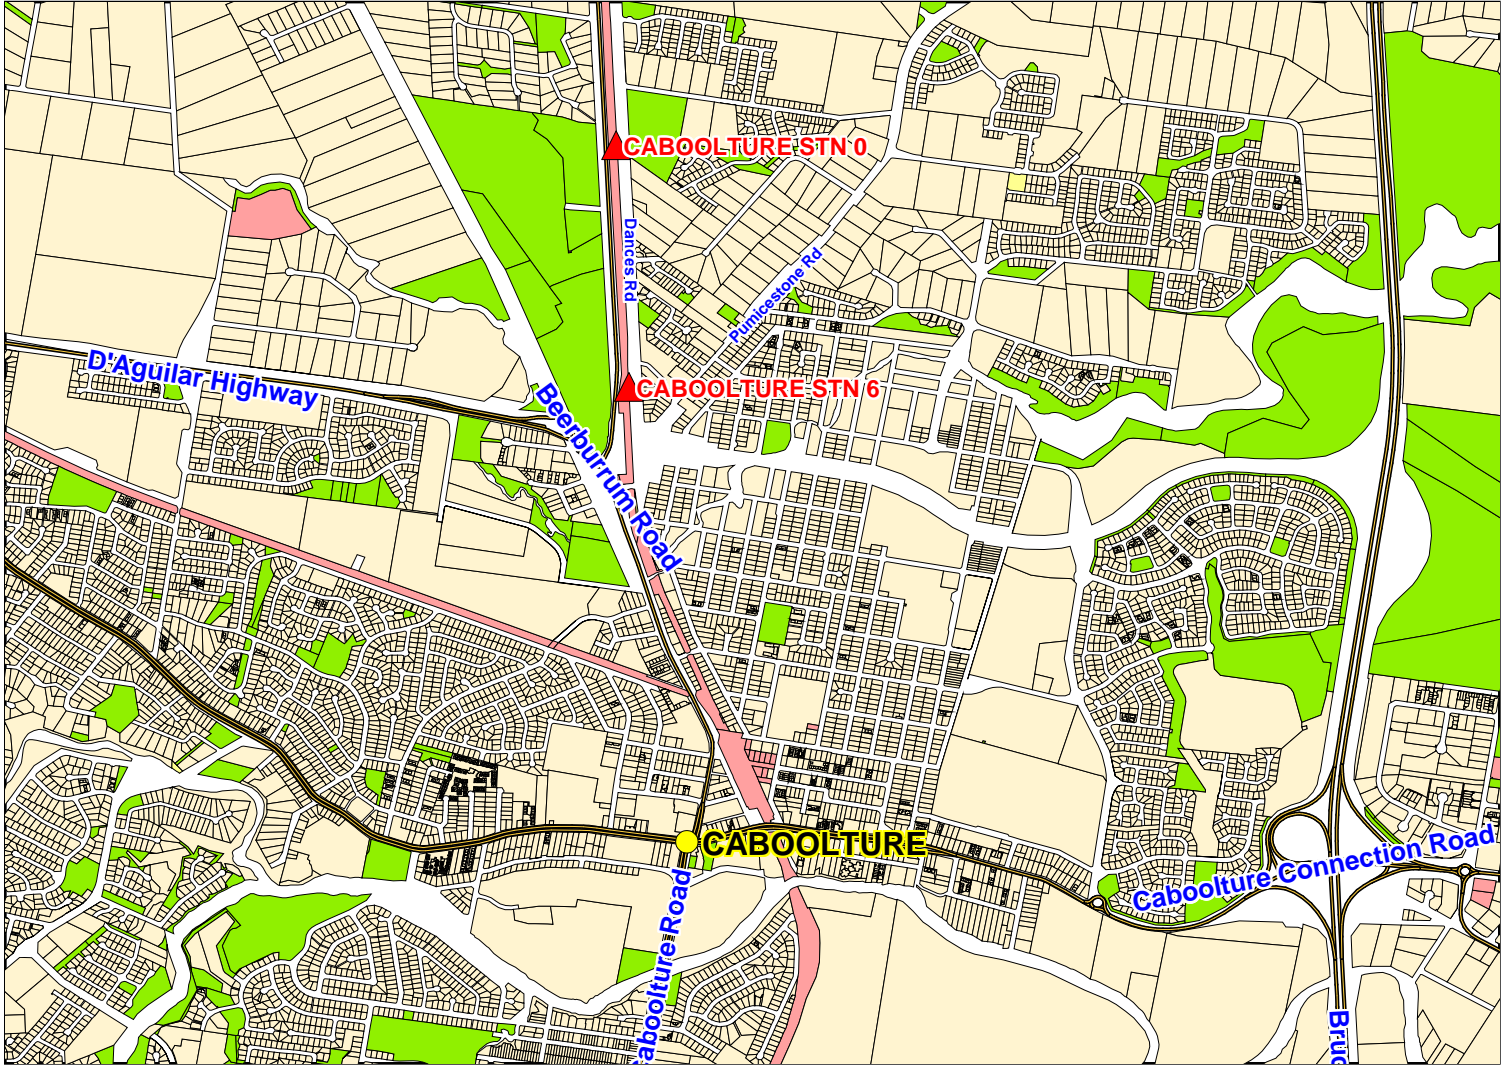 CABOOLTURE STN 0
Dances Rd
Pumicestone Rd
D'Aguilar Highway
CABOOLTURE STN 6
Beerburrum Road
CABOOLTURE
Caboolture Connection Road
Caboolture Road
Bruc